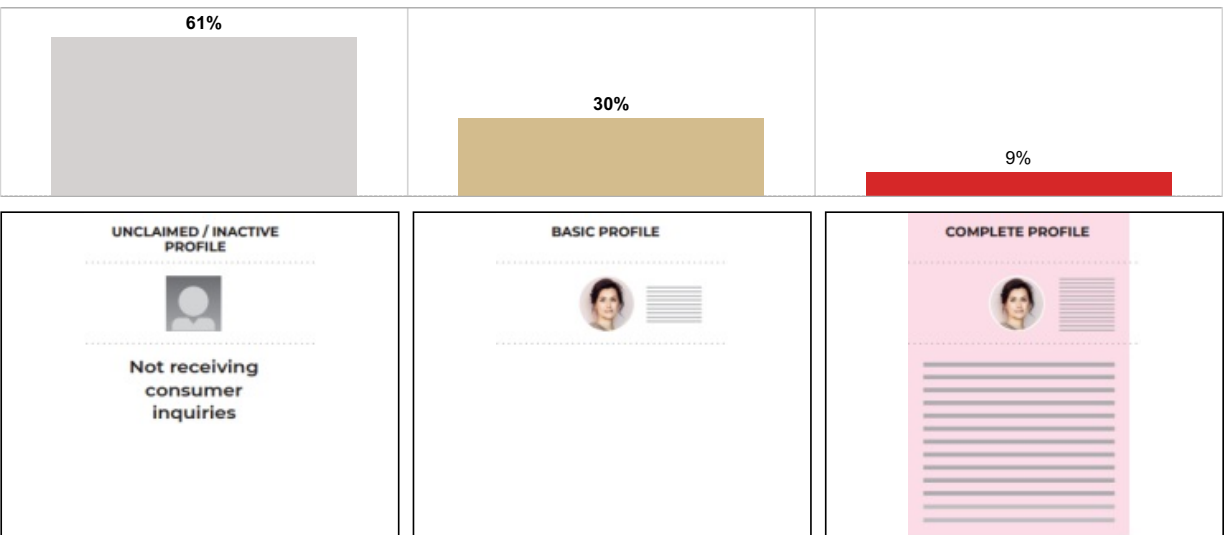 61%
30%
9%
UNCLAIMED / INACTIVE
PROFILE
Not receiving
consumer
inquiries
BASIC PROFILE
COMPLETE PROFILE